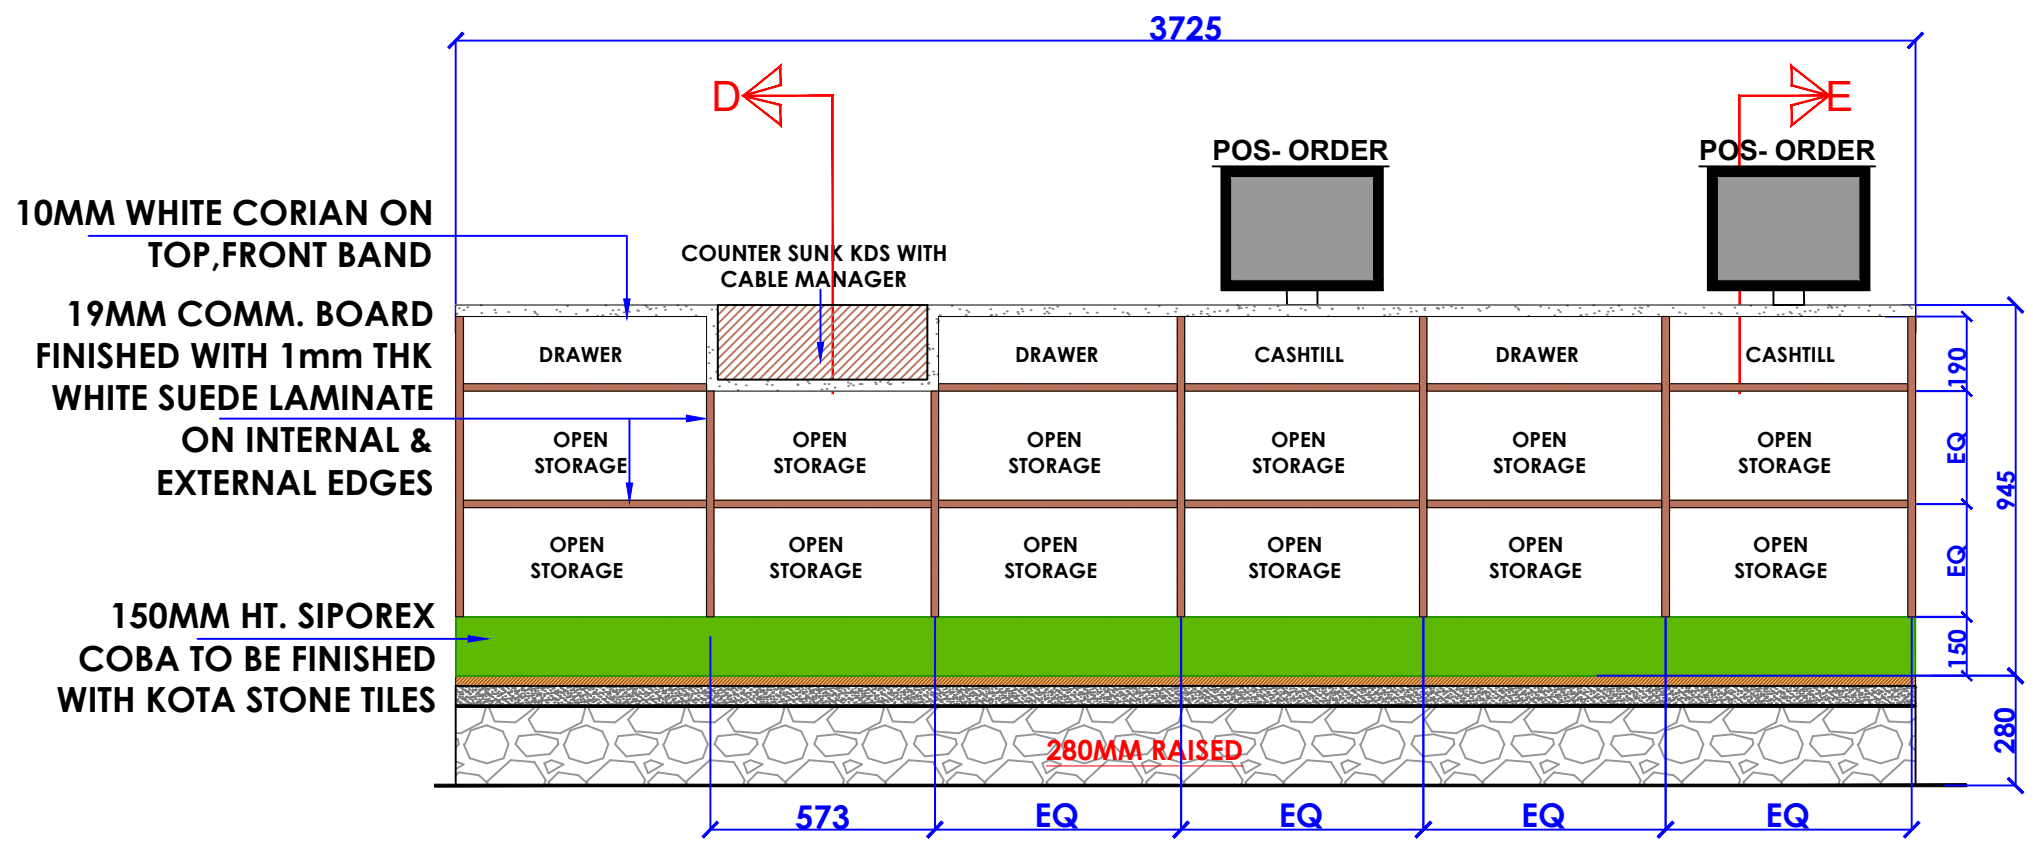 3725
D
E
POS- ORDER
POS- ORDER
10MM WHITE CORIAN ON
TOP,FRONT BAND
COUNTER SUNK KDS WITH
CABLE MANAGER
19MM COMM. BOARD
FINISHED WITH 1mm THK
WHITE SUEDE LAMINATE
ON INTERNAL &
EXTERNAL EDGES
DRAWER
DRAWER
CASHTILL
DRAWER
CASHTILL
190
OPEN
STORAGE
OPEN
STORAGE
OPEN
STORAGE
OPEN
STORAGE
OPEN
STORAGE
OPEN
STORAGE
EQ
945
OPEN
STORAGE
OPEN
STORAGE
OPEN
STORAGE
OPEN
STORAGE
OPEN
STORAGE
OPEN
STORAGE
EQ
150MM HT. SIPOREX
COBA TO BE FINISHED
WITH KOTA STONE TILES
150
280
280MM RAISED
573
EQ
EQ
EQ
EQ